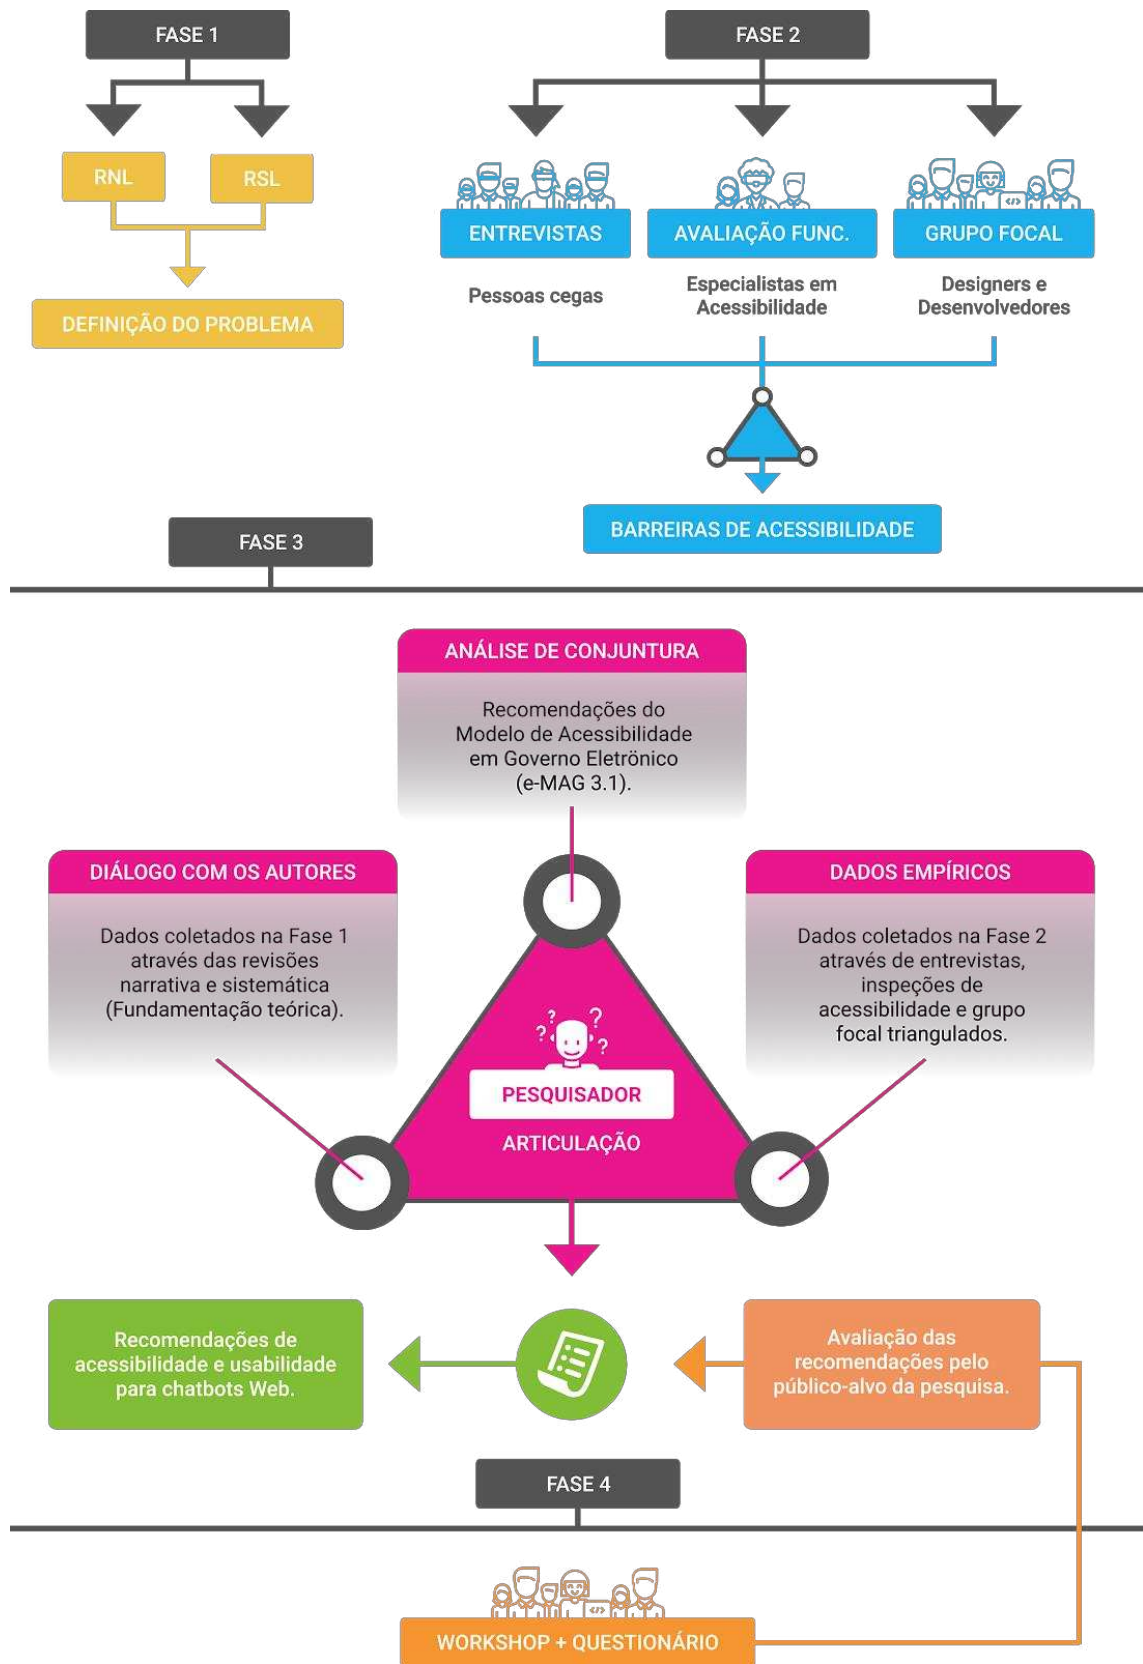 FASE 1
FASE 2
RNL
RSL
DEFINIÇÃO DO PROBLEMA
ENTREVISTAS
AVALIAÇÃO FUNC.
GRUPO FOCAL
Pessoas cegas
Especialistas em
Acessibilidade
Designers e
Desenvolvedores
</>
BARREIRAS DE ACESSIBILIDADE
FASE 3
ANÁLISE DE CONJUNTURA
Recomendações do
Modelo de Acessibilidade
em Governo Eletrönico
(e-MAG 3.1).
DIÁLOGO COM OS AUTORES
Dados coletados na Fase 1
através das revisões
narrativa e sistemática
(Fundamentação teórica).
DADOS EMPÍRICOS
Dados coletados na Fase 2
através de entrevistas,
inspeções de
acessibilidade e grupo
focal triangulados.
? ? ? ?
PESQUISADOR
ARTICULAÇÃO
Recomendações de
acessibilidade e usabilidade
para chatbots Web.
Avaliação das
recomendações pelo
público-alvo da pesquisa.
FASE 4
</>
WORKSHOP + QUESTIONÁRIO